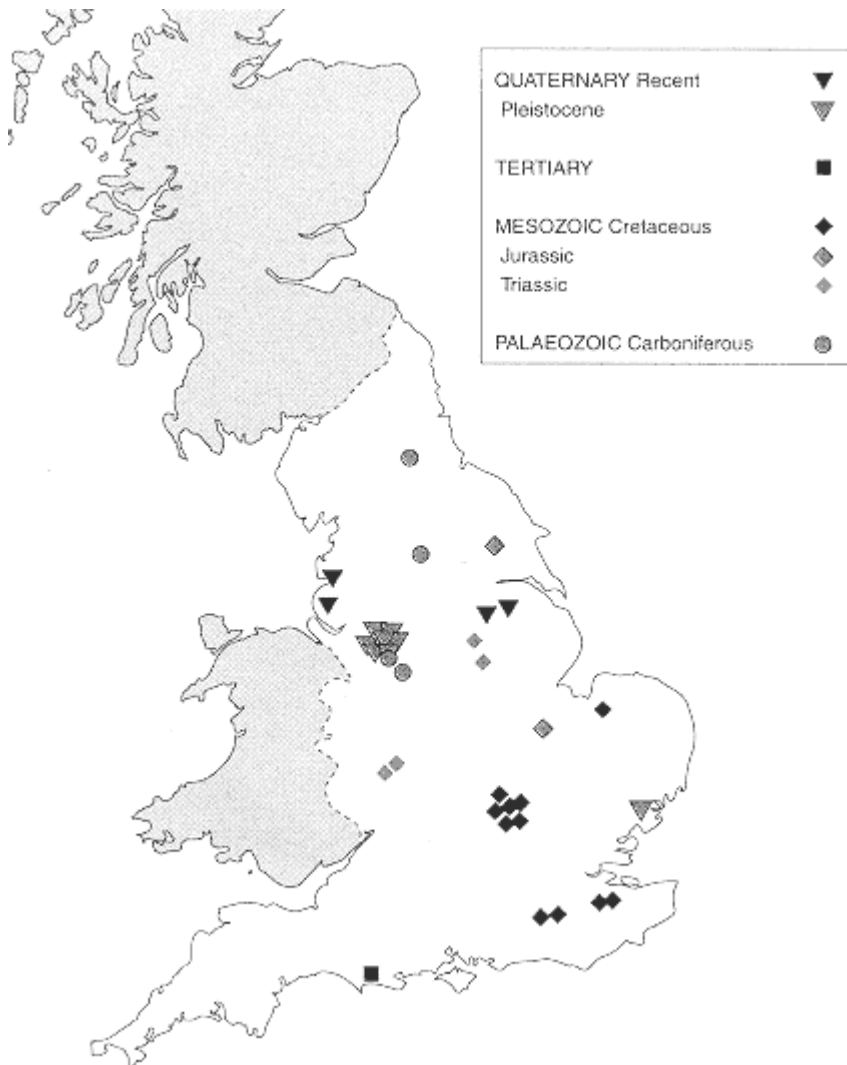 QUATERNARY Recent
Pleistocene
TERTIARY
MESOZOIC Cretaceous
Jurassic
Triassic
PALAEOZOIC Carboniferous